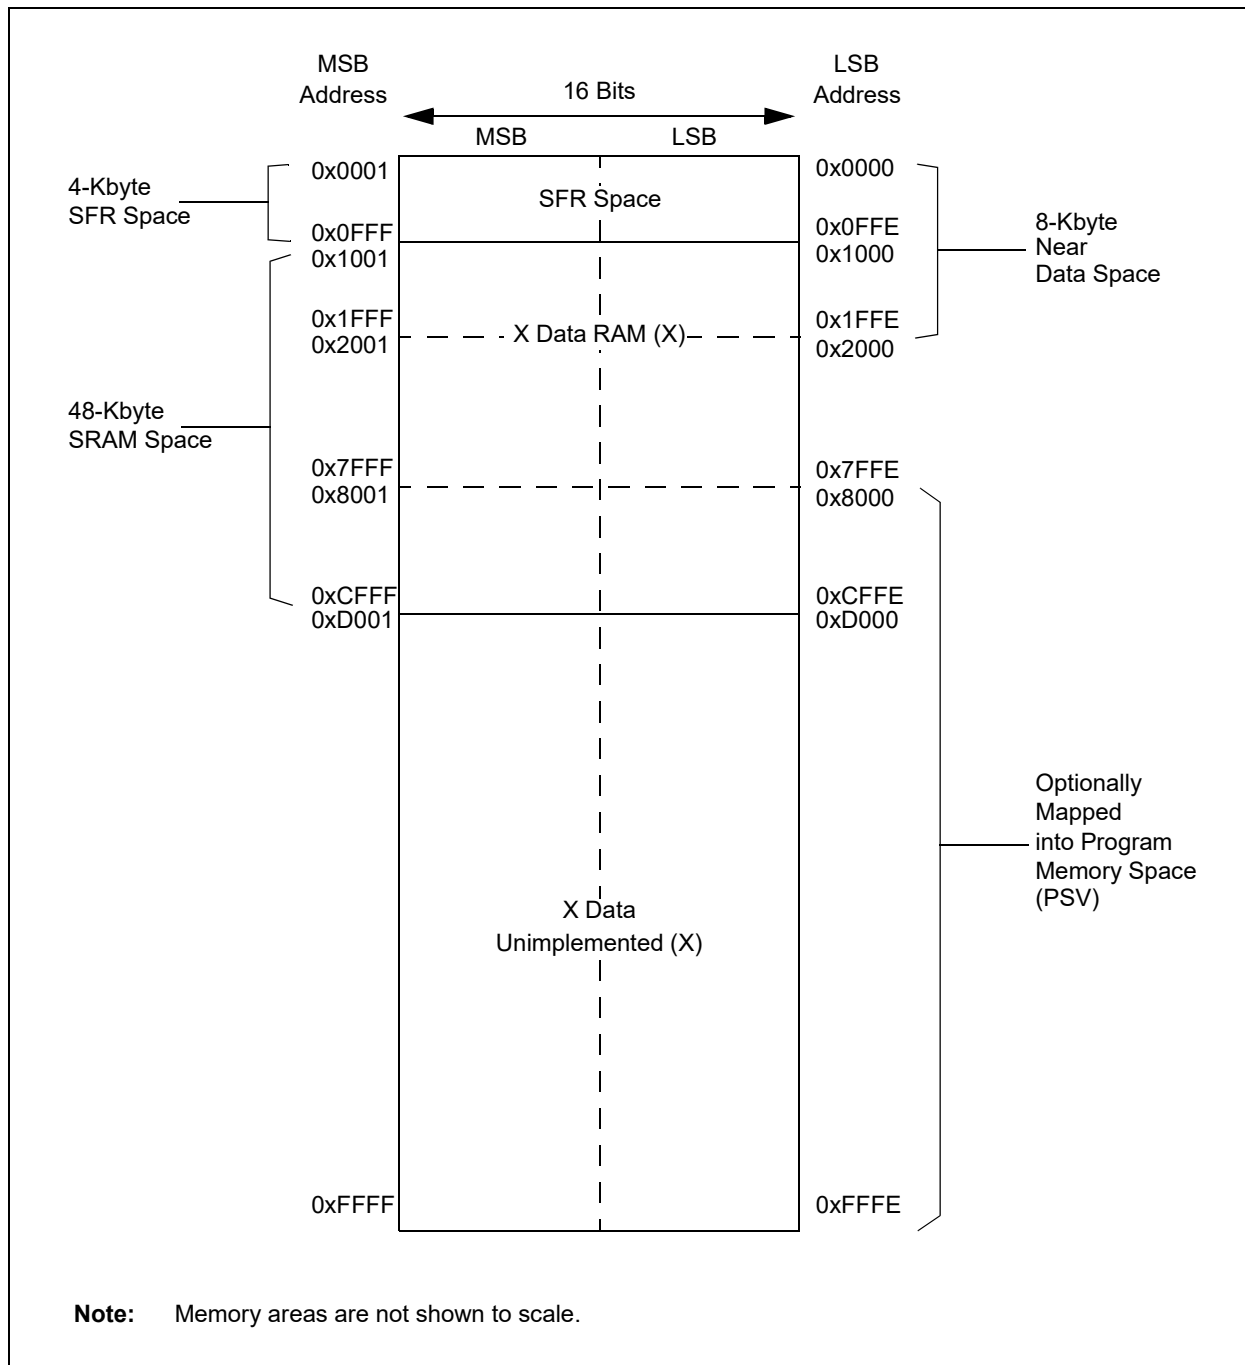 MSB
Address
LSB
Address
16 Bits
MSB
LSB
4-Kbyte
SFR Space
0x0001
0x0FFF
0x1001
SFR Space
0x0000
0x0FFE
0x1000
8-Kbyte
Near
Data Space
0x1FFF
0x2001
X Data RAM (X)
0x1FFE
0x2000
48-Kbyte
SRAM Space
0x7FFF
0x8001
0x7FFE
0x8000
0xCFFF
0xD001
0xCFFE
0xD000
Optionally
Mapped
into Program
Memory Space
(PSV)
X Data
Unimplemented (X)
0xFFFF
0xFFFE
Note: Memory areas are not shown to scale.